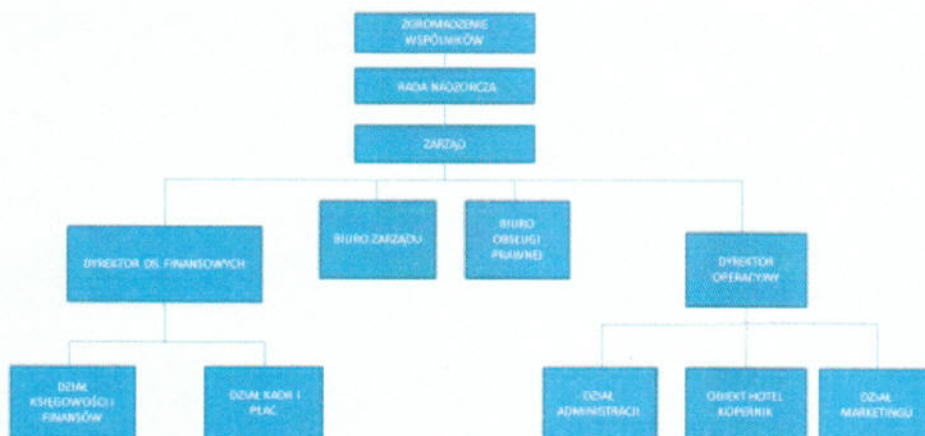 ZGROMADZENIE
WSPÓLNIKÓW
RADA NADZORCZA
ZARZĄD
DYREKTOR DS. FINANSOWYCH
BIURO ZARZĄDU
BIURO
OBSŁUGI
PRAWNEJ
DYREKTOR
OPERACYJNY
DZIAŁ
KSIĘGOWOŚCI I
FINANSÓW
DZIAŁ KADR I
PŁAC
DZIAŁ
ADMINISTRACJI
OBIEKT HOTEL
KOPERNIK
DZIAŁ
MARKETINGU